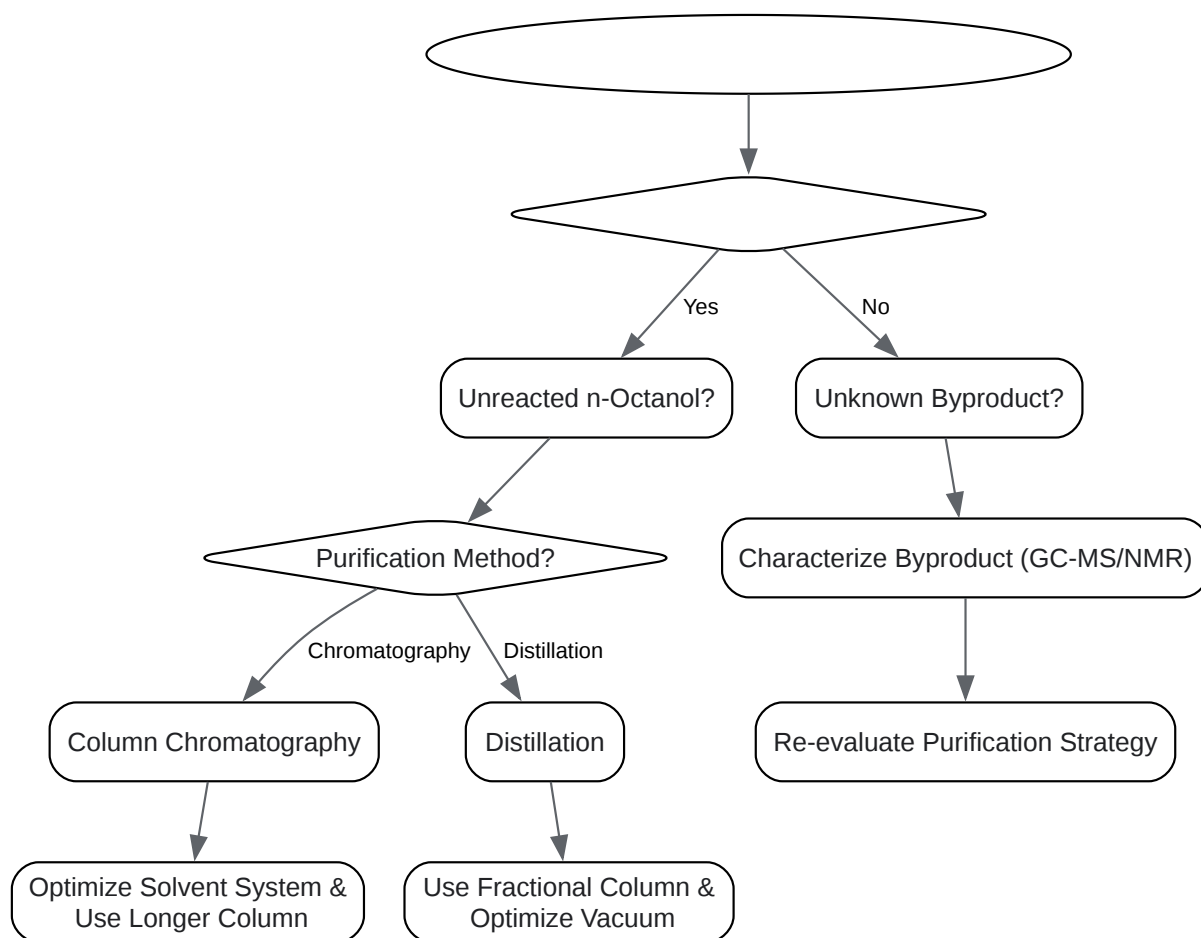 Yes
No
Unreacted n-Octanol?
Unknown Byproduct?
Purification Method?
Characterize Byproduct (GC-MS/NMR)
Chromatography
Distillation
Column Chromatography
Distillation
Re-evaluate Purification Strategy
Optimize Solvent System &
Use Longer Column
Use Fractional Column &
Optimize Vacuum